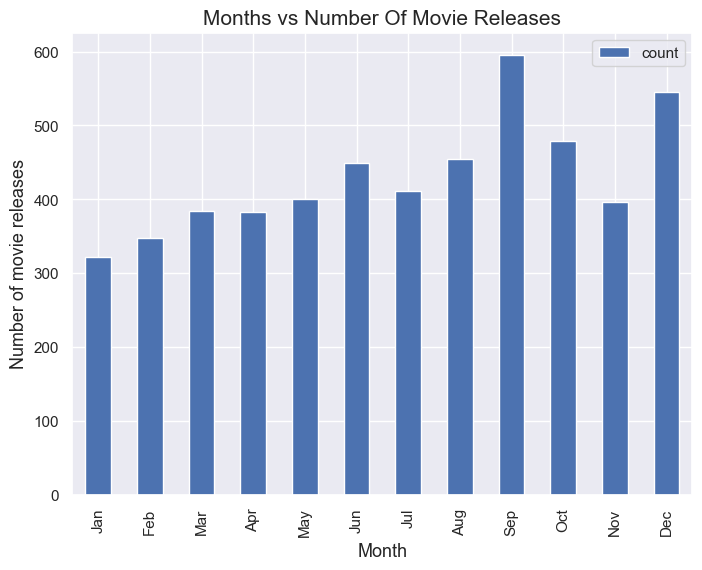 Months vs Number Of Movie Releases
count
Number of movie releases
600
500
400
300
200
100
0
Jan Feb Mar Apr May Jun Jul Aug Sep Oct Nov Dec
Month